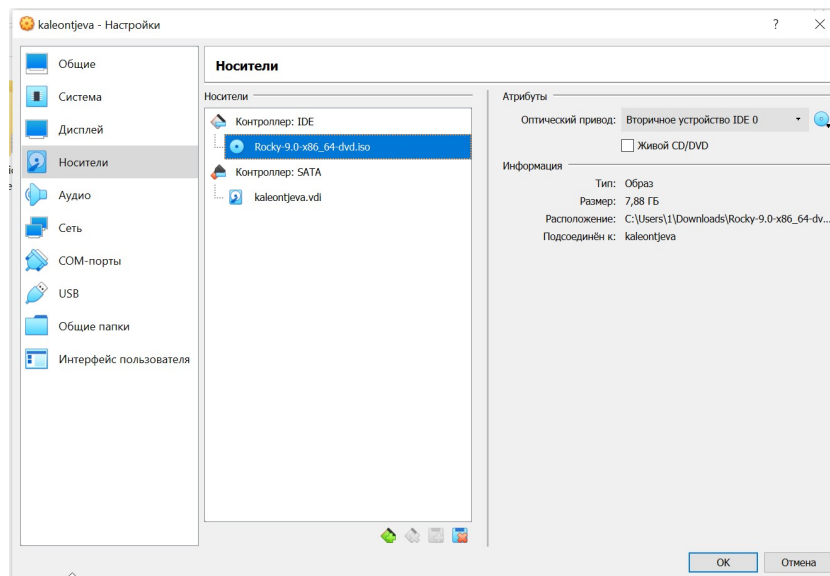 kaleontjeva - Настройки
?
Общие
Система
Дисплей
Носители
Аудио
Сеть
COM-порты
USB
Общие папки
Интерфейс пользователя
Носители
Носители
Контроллер: IDE
Rocky-9.0-x86_64-dvd.iso
Контроллер: SATA
kaleontjeva.vdi
Атрибуты
Оптический привод: Вторичное устройство IDE 0
Живой CD/DVD
Информация
Тип: Образ
Размер: 7,88 ГБ
Расположение: C:\Users\1\Downloads\Rocky-9.0-x86_64-dv...
Подсоединён к: kaleontjeva
OK
Отмена